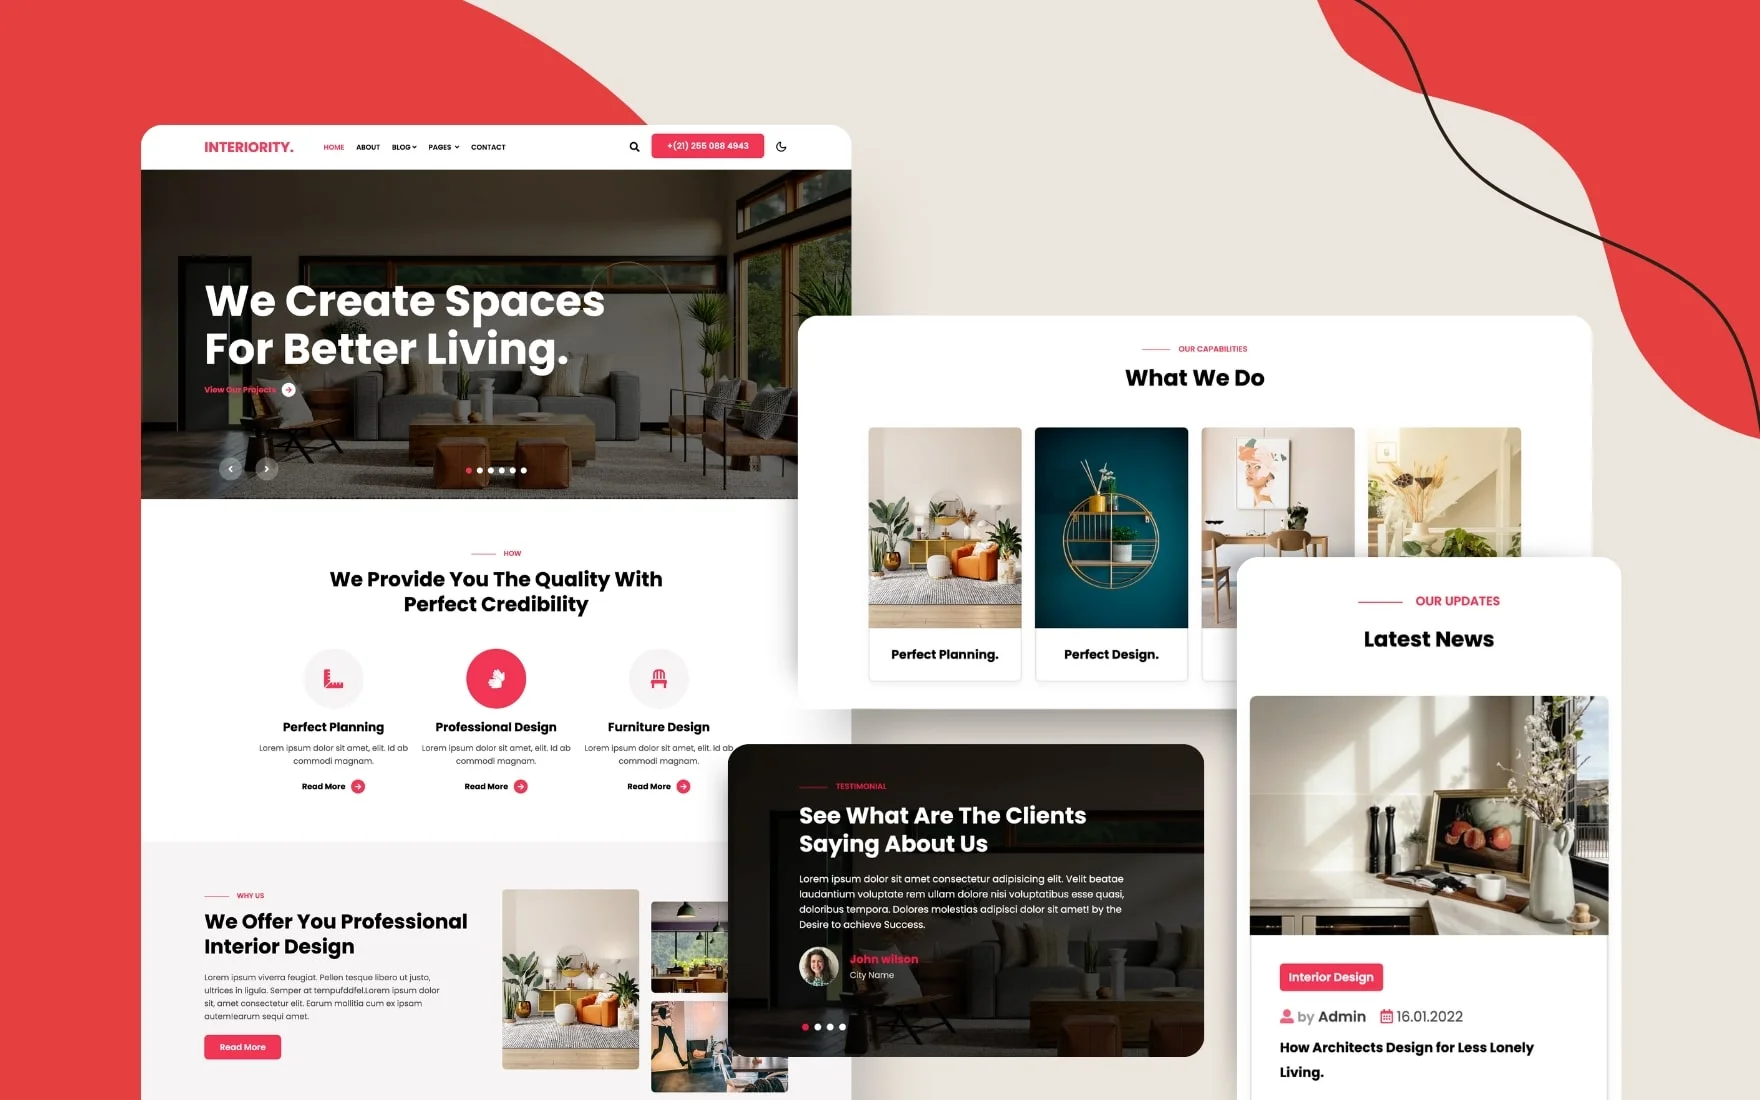 INTERIORITY.
HOME ABOUT BLOG PAGES CONTACT
+(21) 255 088 4943
We Create Spaces
For Better Living.
View Our Projects
HOW
We Provide You The Quality With
Perfect Credibility
Perfect Planning
Lorem ipsum dolor sit amet, elit. Id ab
commodi magnam.
Read More
Professional Design
Lorem ipsum dolor sit amet, elit. Id ab
commodi magnam.
Read More
Furniture Design
Lorem ipsum dolor sit amet, elit. Id ab
commodi magnam.
Read More
WHY US
We Offer You Professional
Interior Design
Lorem ipsum viverra feugiat. Pellen tesque libero ut justo,
ultrices in ligula. Semper at tempufddfel.Lorem ipsum dolor
sit, amet consectetur elit. Earum mollitia cum ex ipsam
autemlearum sequi amet.
Read More
OUR CAPABILITIES
What We Do
Perfect Planning.
Perfect Design.
TESTIMONIAL
See What Are The Clients
Saying About Us
Lorem ipsum dolor sit amet consectetur adipisicing elit. Velit beatae
laudantium voluptate rem ullam dolore nisi voluptatibus esse quasi,
doloribus tempora. Dolores molestias adipisci dolor sit amet! by the
Desire to achieve Success.
John wilson
City Name
OUR UPDATES
Latest News
Interior Design
by Admin 16.01.2022
How Architects Design for Less Lonely
Living.